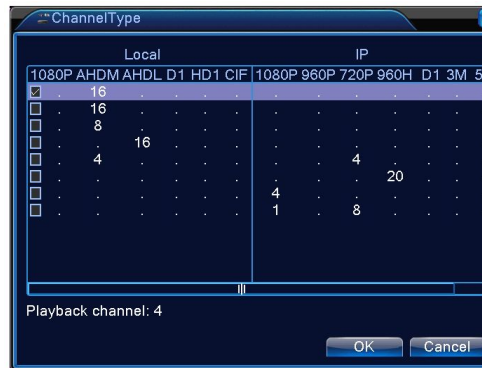 ChannelType
Local IP
1080P AHDM AHDL D1 HD1 CIF 1080P 960P 720P 960H D1 3M 5
. 16 . . . . . . . . . .
. 16 . . . . . . . . . .
. 8 . . . . . . . . . .
. . 16 . . . . . . . . .
. 4 . . . . . . 4 . . .
. . . . . . . . . 20 . .
. . . . . . 4 . . . . .
. . . . . . 1 . 8 . . .
Playback channel: 4
OK Cancel